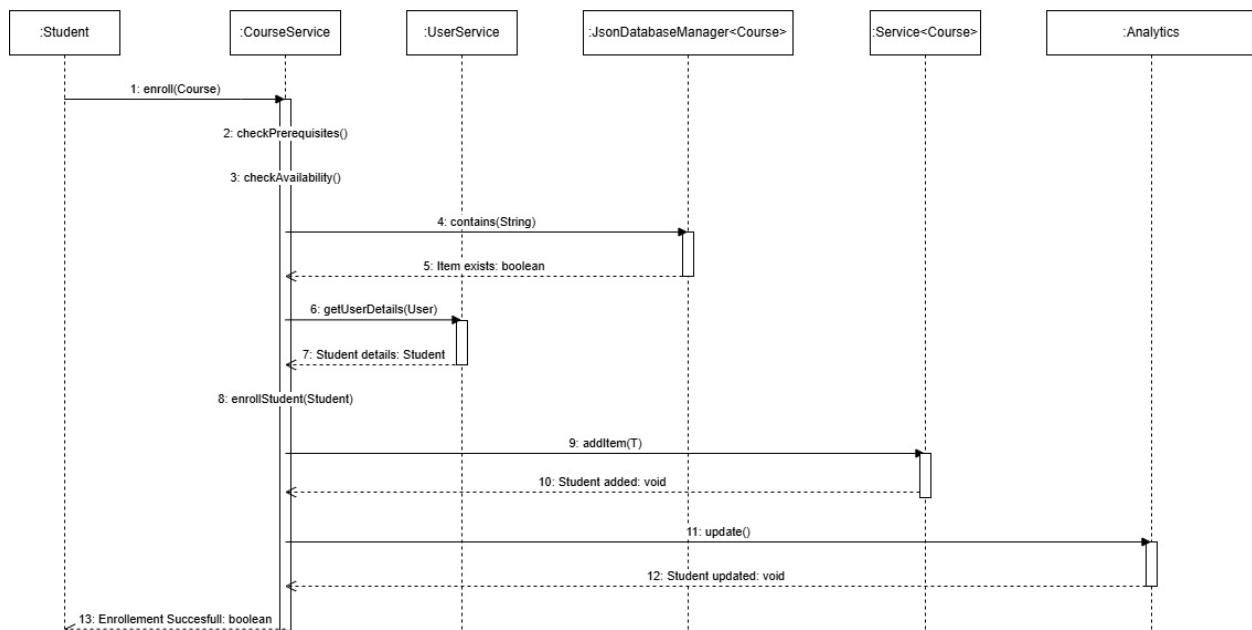 :Student
:CourseService
:UserService
:JsonDatabaseManager<Course>
:Service<Course>
:Analytics
1: enroll(Course)
2: checkPrerequisites()
3: checkAvailability()
4: contains(String)
5: Item exists: boolean
6: getUserDetails(User)
7: Student details: Student
8: enrollStudent(Student)
9: addItem(T)
10: Student added: void
11: update()
12: Student updated: void
13: Enrollement Succesfull: boolean